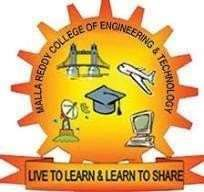 MALLA REDDY COLLEGE OF ENGINEERING & TECHNOLOGY
LIVE TO LEARN & LEARN TO SHARE